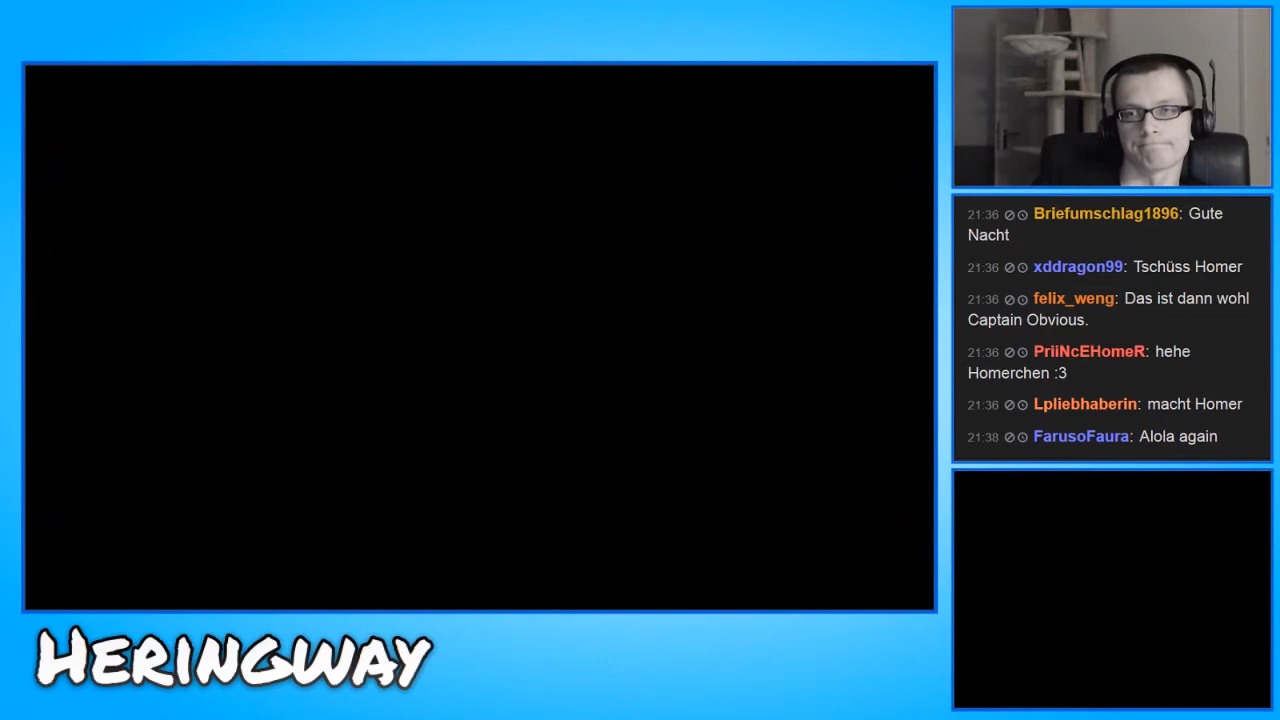 21:36 Briefumschlag1896: Gute
Nacht
21:36 xddragon99: Tschüss Homer
21:36 felix_weng: Das ist dann wohl
Captain Obvious.
21:36 PriiNcEHomeR: hehe
Homerchen :3
21:36 Lpliebhaberin: macht Homer
21:38 FarusoFaura: Alola again
HERINGWAY